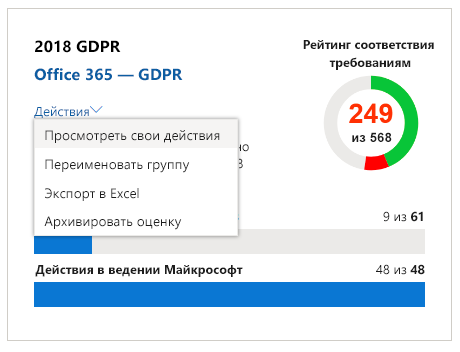 2018 GDPR
Office 365 — GDPR
Рейтинг соответствия
требованиям
249
из 568
Действия
Просмотреть свои действия
Переименовать группу
Экспорт в Excel
Архивировать оценку
9 из 61
Действия в ведении Майкрософт
48 из 48